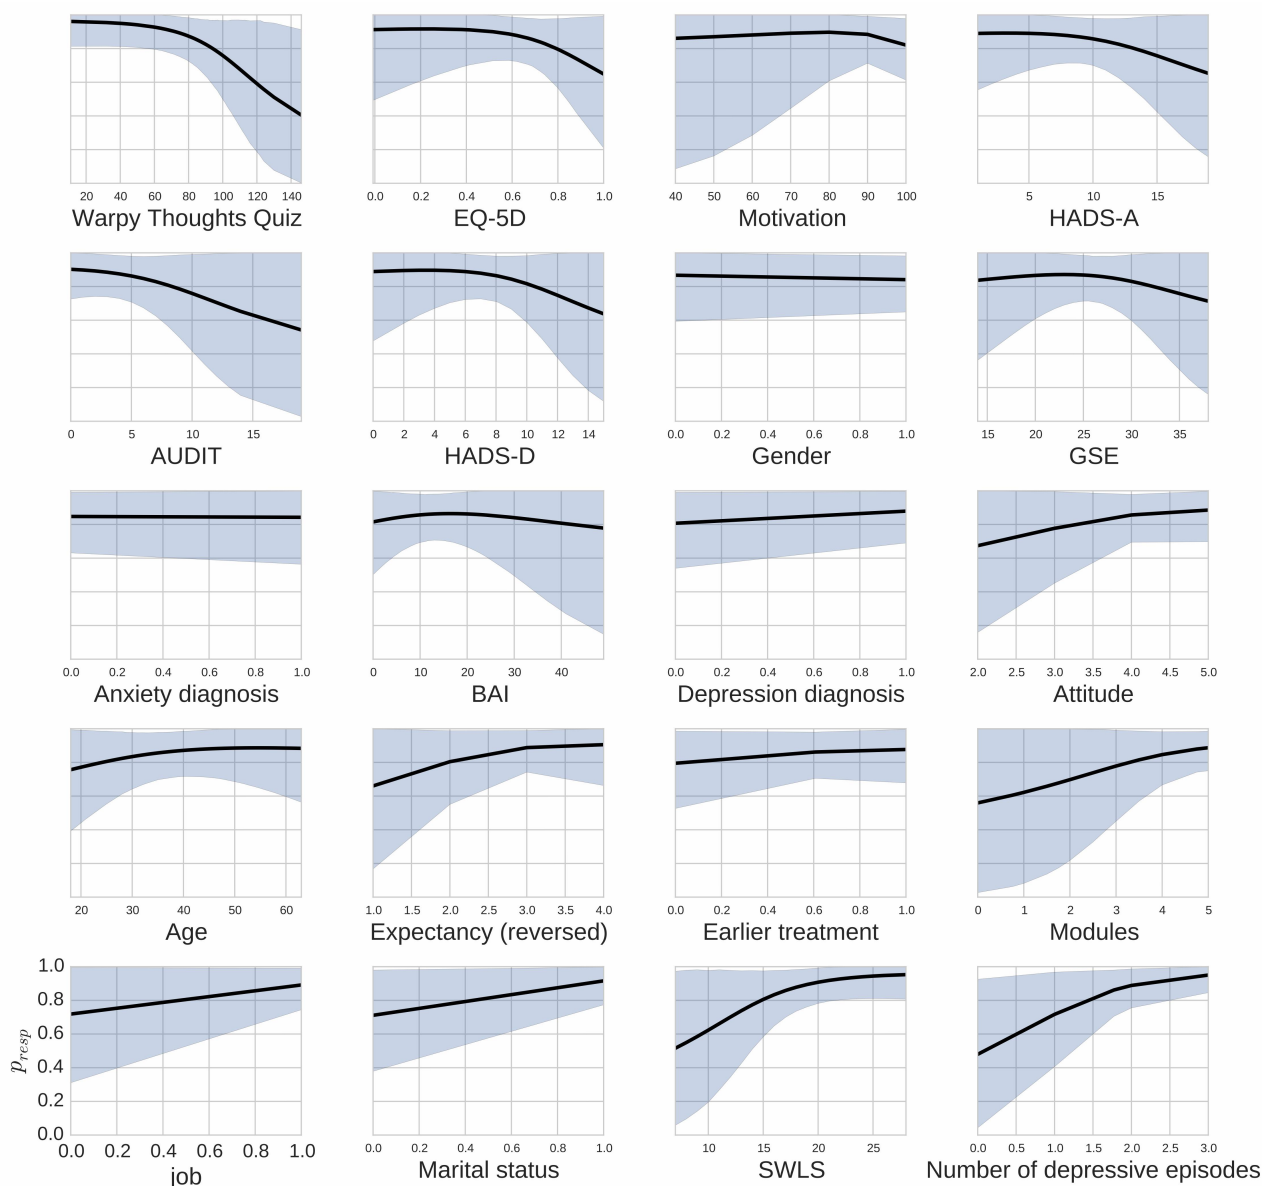 20 40 60 80 100 120 140
Warpy Thoughts Quiz
0.0 0.2 0.4 0.6 0.8 1.0
EQ-5D
40 50 60 70 80 90 100
Motivation
5 10 15
HADS-A
0 5 10 15
AUDIT
0 2 4 6 8 10 12 14
HADS-D
0.0 0.2 0.4 0.6 0.8 1.0
Gender
15 20 25 30 35
GSE
0.0 0.2 0.4 0.6 0.8 1.0
Anxiety diagnosis
0 10 20 30 40
BAI
0.0 0.2 0.4 0.6 0.8 1.0
Depression diagnosis
2.0 2.5 3.0 3.5 4.0 4.5 5.0
Attitude
20 30 40 50 60
Age
1.0 1.5 2.0 2.5 3.0 3.5 4.0
Expectancy (reversed)
0.0 0.2 0.4 0.6 0.8 1.0
Earlier treatment
0 1 2 3 4 5
Modules
1.0
0.8
0.6
0.4
0.2
0.0
p_resp
0.0 0.2 0.4 0.6 0.8 1.0
job
0.0 0.2 0.4 0.6 0.8 1.0
Marital status
10 15 20 25
SWLS
0.0 0.5 1.0 1.5 2.0 2.5 3.0
Number of depressive episodes